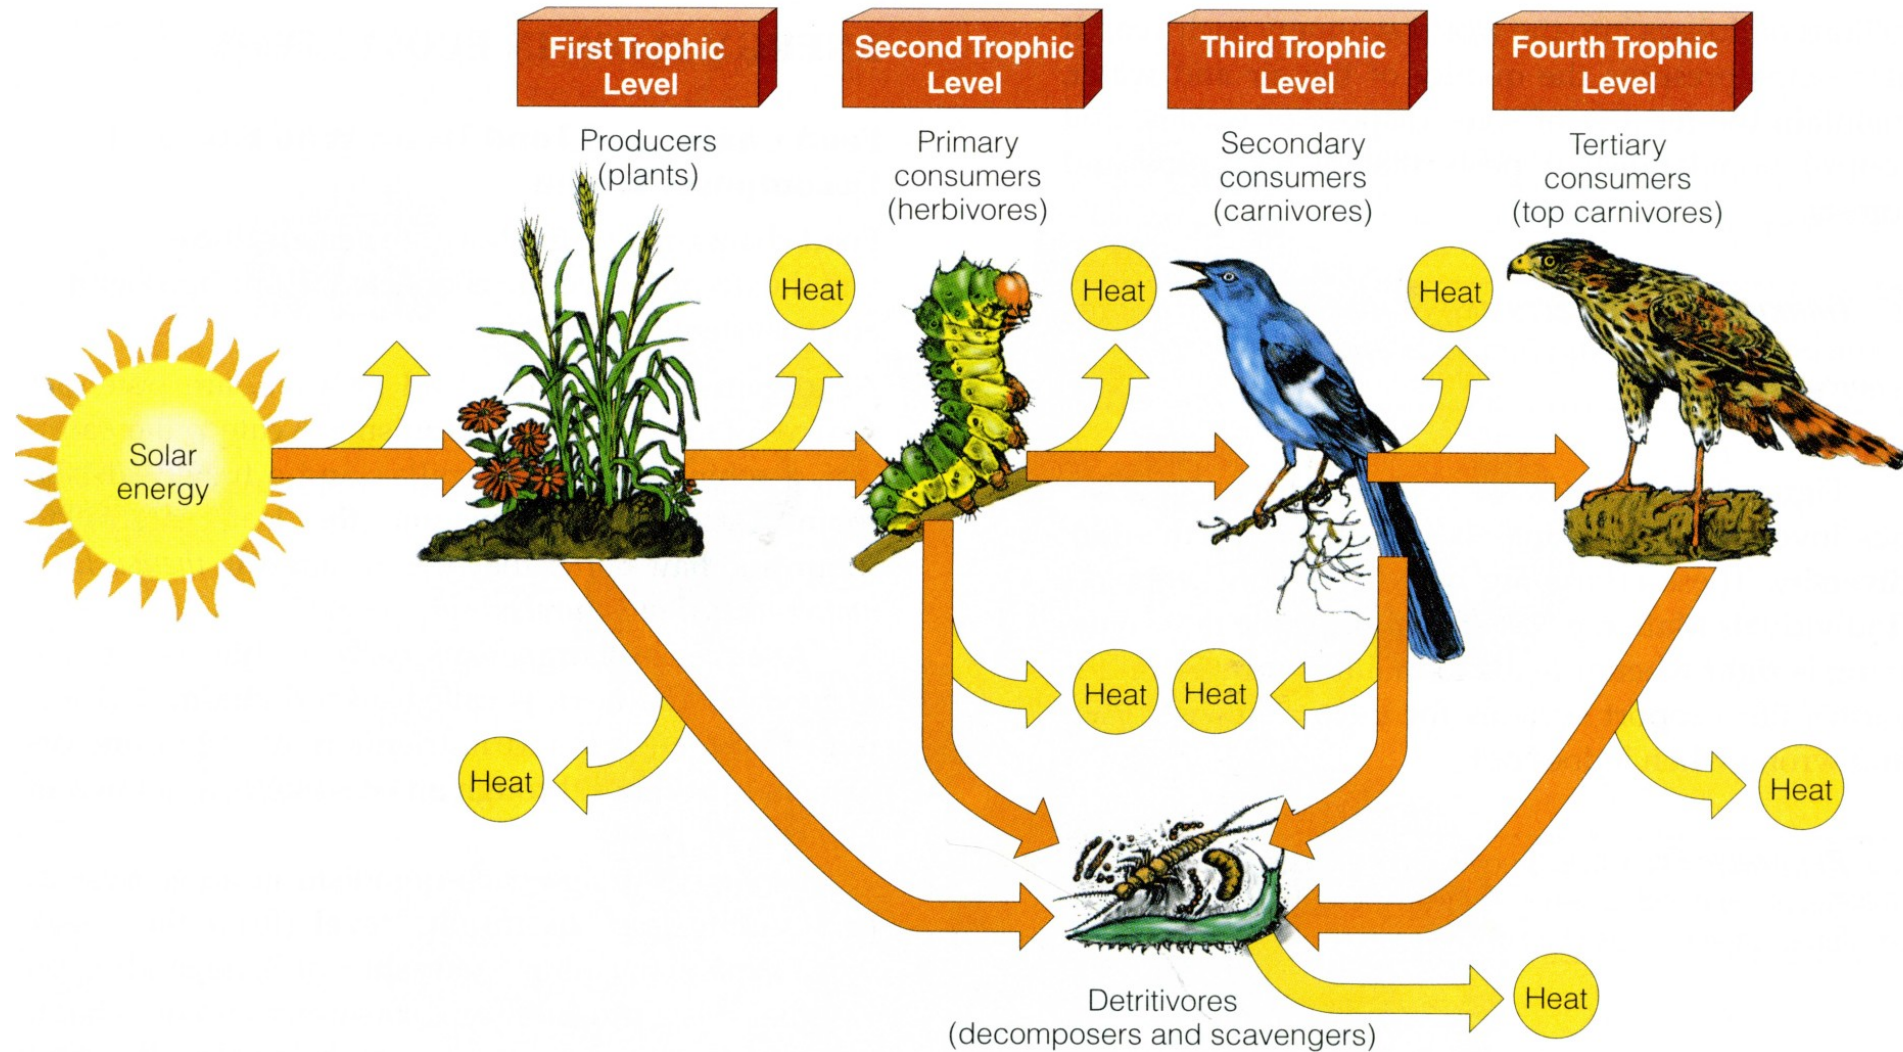 First Trophic
Level
Second Trophic
Level
Third Trophic
Level
Fourth Trophic
Level
Producers
(plants)
Primary
consumers
(herbivores)
Secondary
consumers
(carnivores)
Tertiary
consumers
(top carnivores)
Heat
Heat
Heat
Solar
energy
Heat
Heat
Heat
Heat
Detritivores
(decomposers and scavengers)
Heat